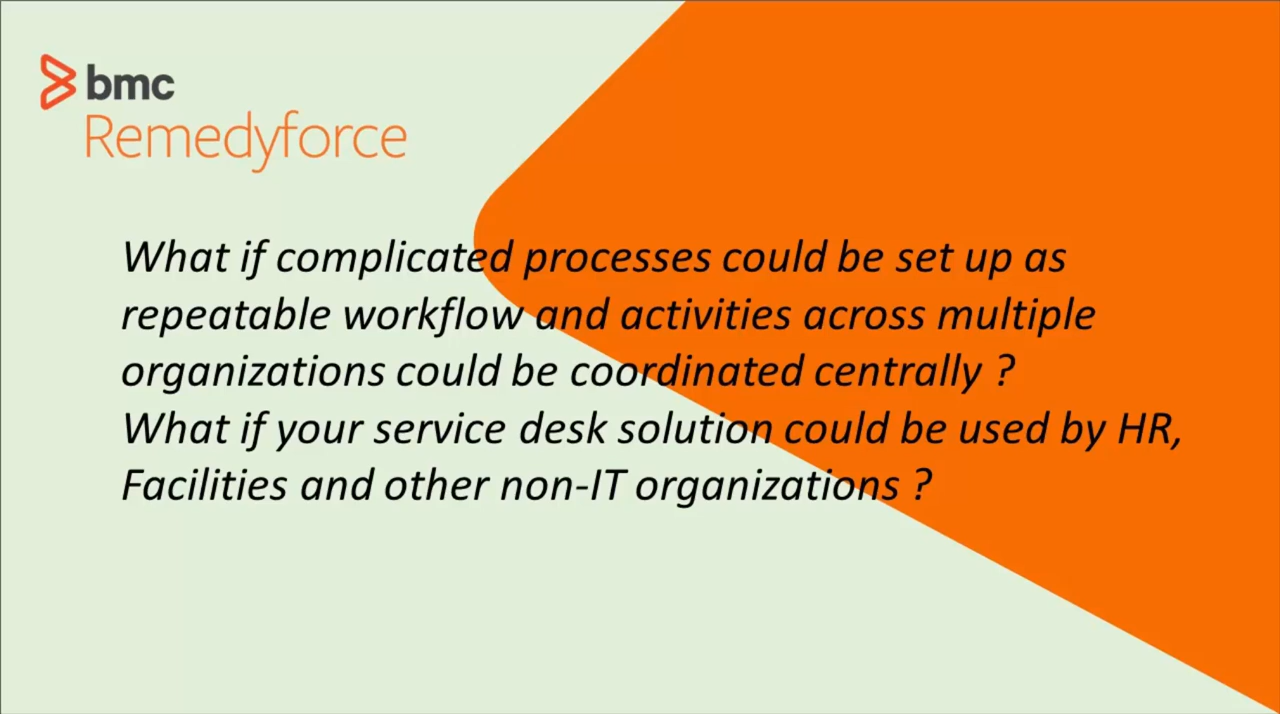 bmc
Remedyforce
What if complicated processes could be set up as
repeatable workflow and activities across multiple
organizations could be coordinated centrally ?
What if your service desk solution could be used by HR,
Facilities and other non-IT organizations ?